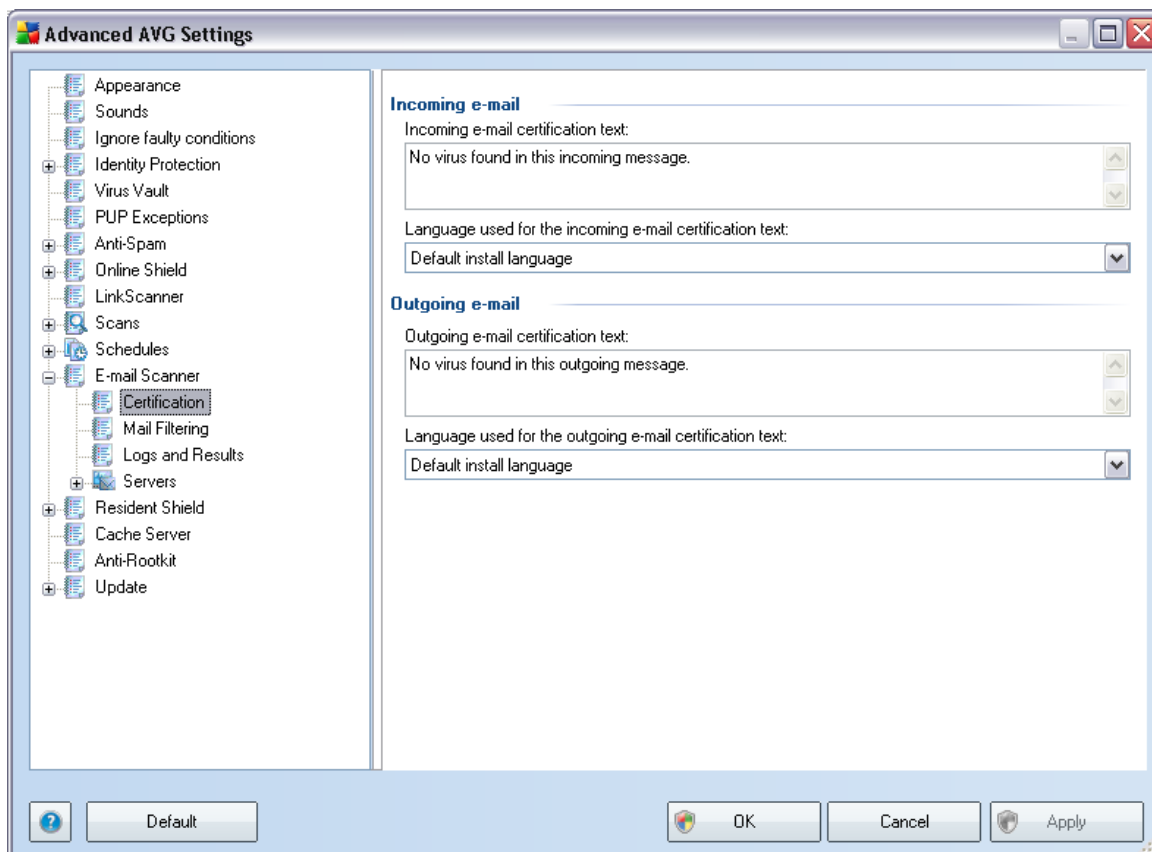 Advanced AVG Settings
Appearance
Sounds
Ignore faulty conditions
Identity Protection
Virus Vault
PUP Exceptions
Anti-Spam
Online Shield
LinkScanner
Scans
Schedules
E-mail Scanner
Certification
Mail Filtering
Logs and Results
Servers
Resident Shield
Cache Server
Anti-Rootkit
Update
Incoming e-mail
Incoming e-mail certification text:
No virus found in this incoming message.
Language used for the incoming e-mail certification text:
Default install language
Outgoing e-mail
Outgoing e-mail certification text:
No virus found in this outgoing message.
Language used for the outgoing e-mail certification text:
Default install language
? Default OK Cancel Apply